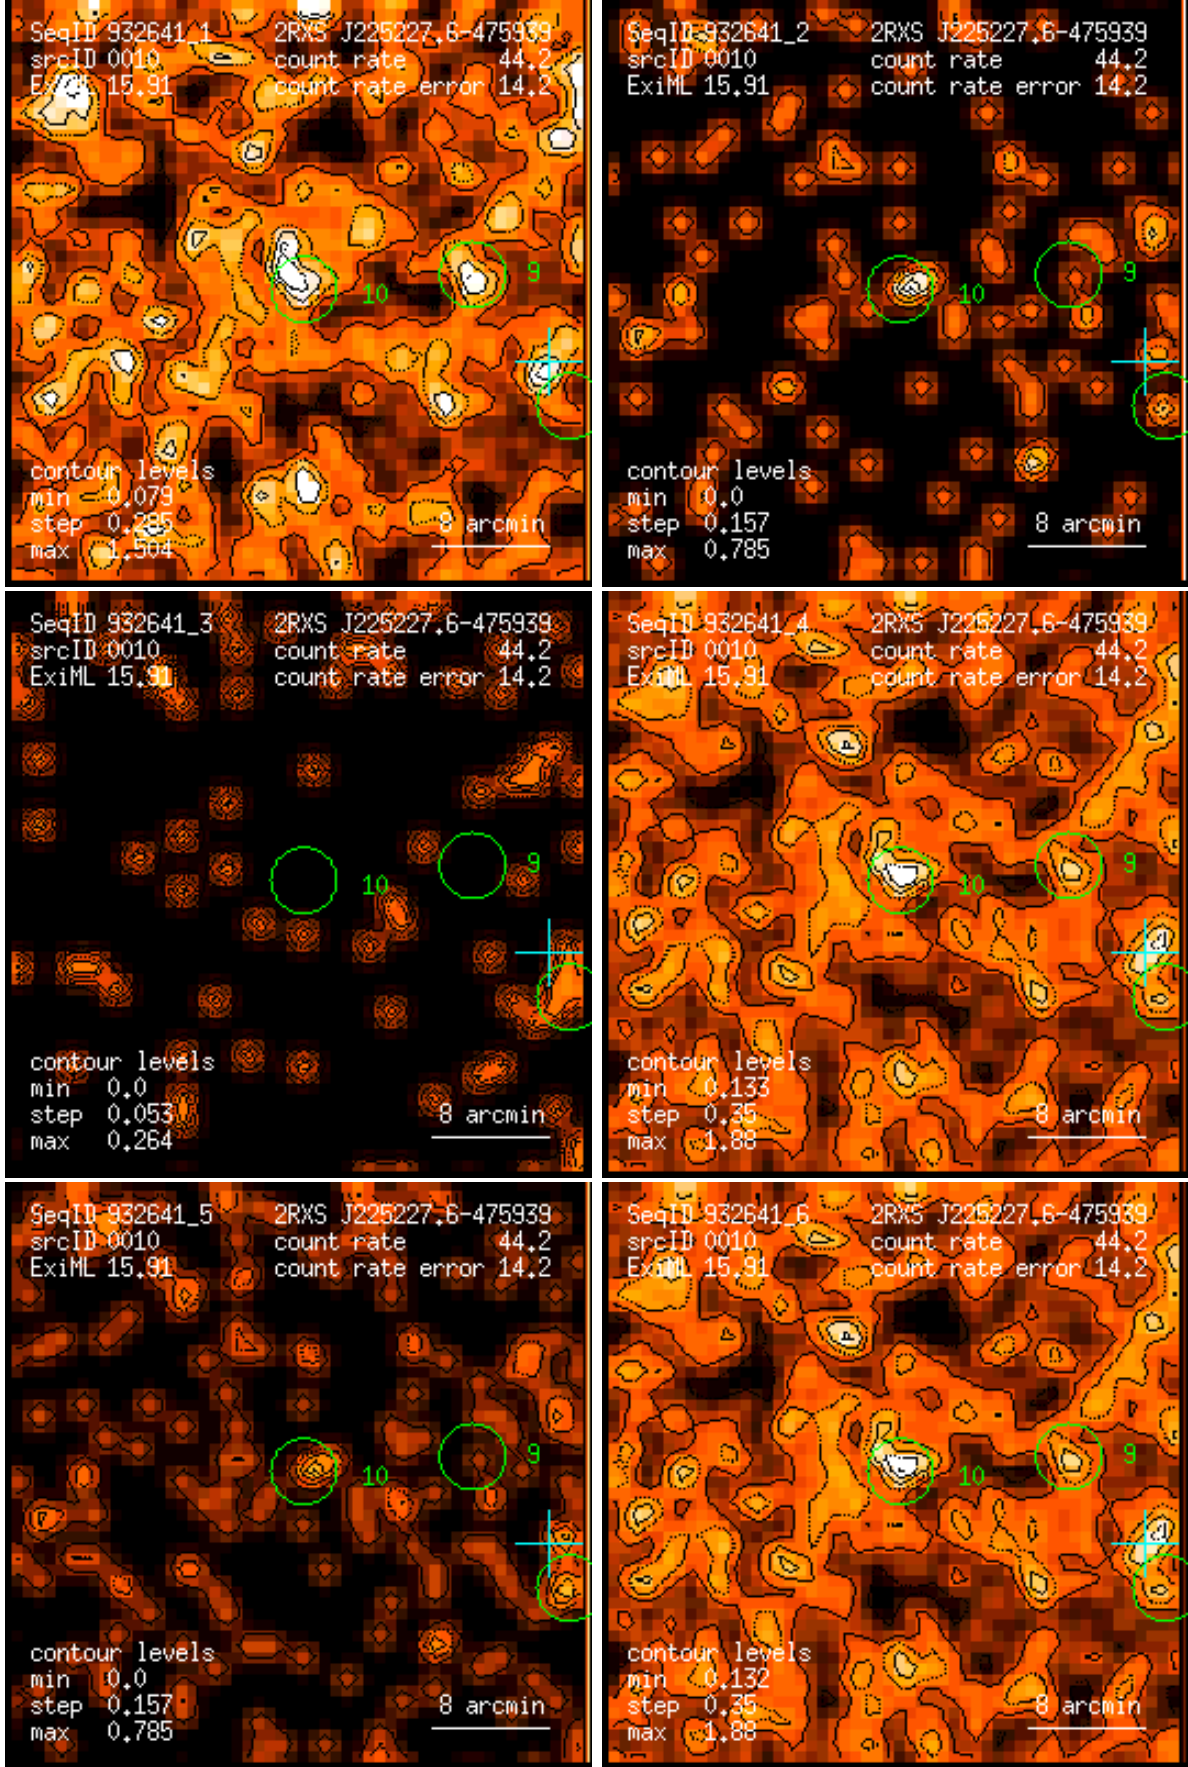 SeqID 932641_1 2RXS J225227.6-475939
srcID 0010 count rate 44.2
ExiML 15.91 count rate error 14.2
9
10
contour levels
min 0.079
step 0.285
max 1.504
8 arcmin
SeqID 932641_2 2RXS J225227.6-475939
srcID 0010 count rate 44.2
ExiML 15.91 count rate error 14.2
9
10
contour levels
min 0.0
step 0.157
max 0.785
8 arcmin
SeqID 932641_3 2RXS J225227.6-475939
srcID 0010 count rate 44.2
ExiML 15.91 count rate error 14.2
9
10
contour levels
min 0.0
step 0.053
max 0.264
8 arcmin
SeqID 932641_4 2RXS J225227.6-475939
srcID 0010 count rate 44.2
ExiML 15.91 count rate error 14.2
9
10
contour levels
min 0.133
step 0.35
max 1.88
8 arcmin
SeqID 932641_5 2RXS J225227.6-475939
srcID 0010 count rate 44.2
ExiML 15.91 count rate error 14.2
9
10
contour levels
min 0.0
step 0.157
max 0.785
8 arcmin
SeqID 932641_6 2RXS J225227.6-475939
srcID 0010 count rate 44.2
ExiML 15.91 count rate error 14.2
9
10
contour levels
min 0.132
step 0.35
max 1.88
8 arcmin